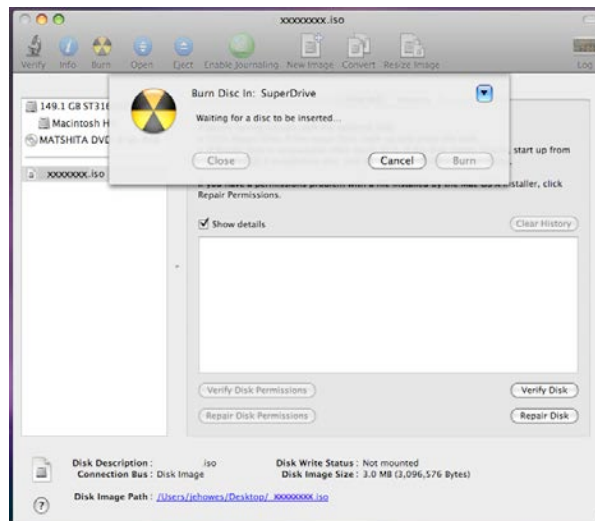 xxxxxxxx.iso
Verify Info Burn Open Eject Enable Journaling New Image Convert Resize Image Log
Burn Disc In: SuperDrive
Waiting for a disc to be inserted...
Close Cancel Burn
149.1 GB ST316
Macintosh H
MATSHITA DVD
xxxxxxx.iso
, start up from
If you have a permissions problem with a file installed by the Mac OS X installer, click
Repair Permissions.
Show details
Clear History
Verify Disk Permissions Verify Disk
Repair Disk Permissions Repair Disk
Disk Description : .iso Disk Write Status : Not mounted
Connection Bus : Disk Image Disk Image Size : 3.0 MB (3,096,576 Bytes)
Disk Image Path : /Users/jehowes/Desktop/_xxxxxxxx.iso
?